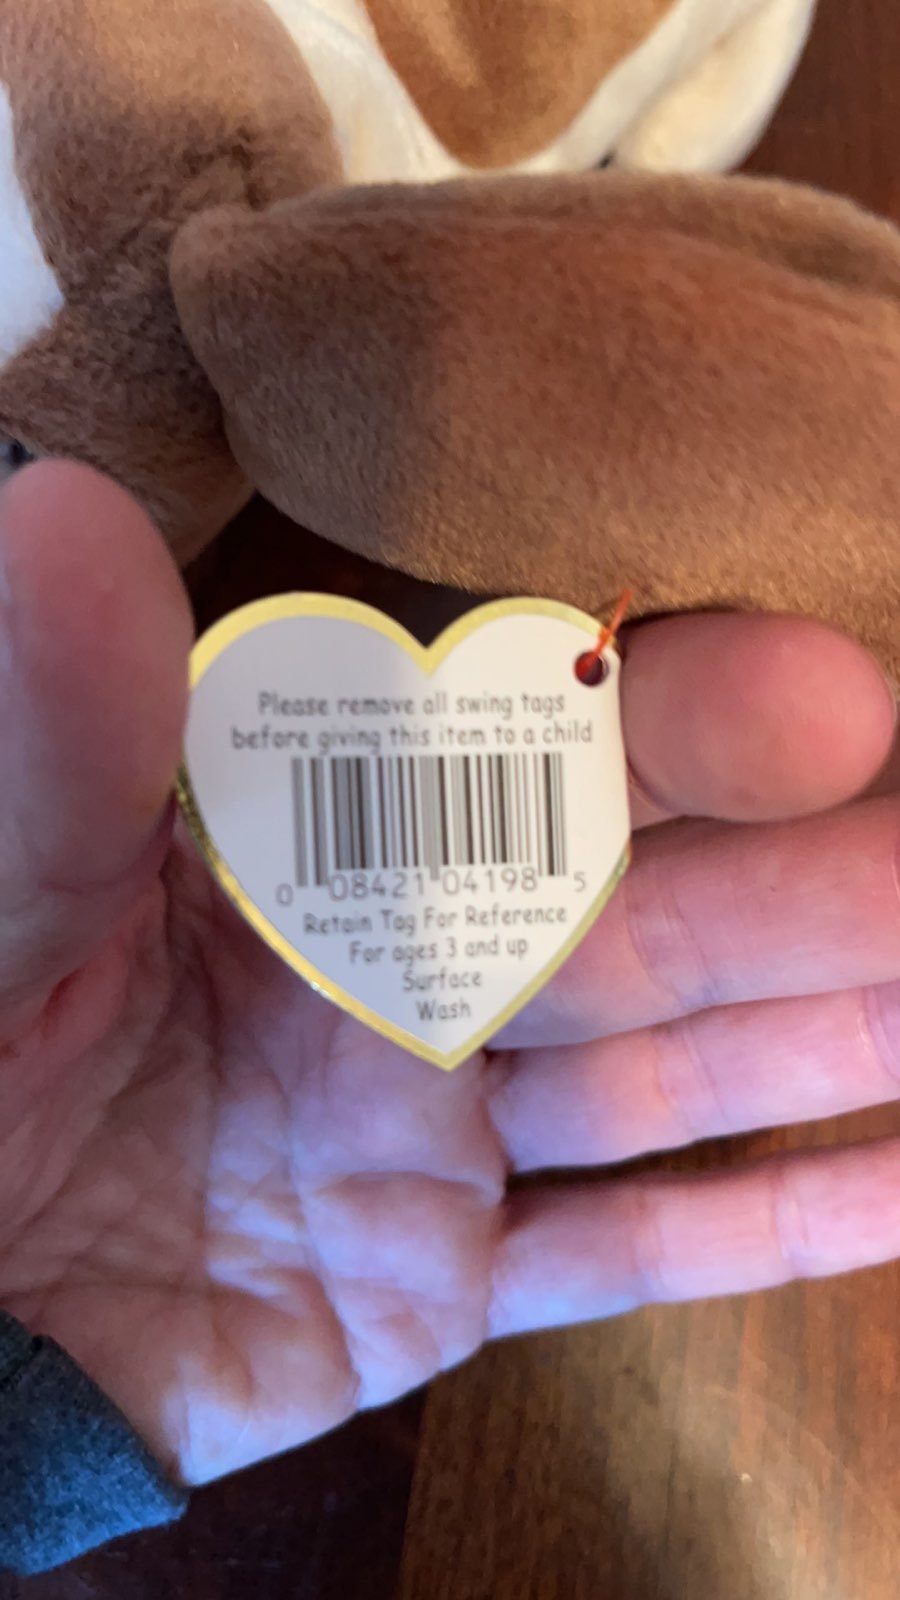 Please remove all swing tags
before giving this item to a child
0 08421 04198 5
Retain Tag For Reference
For ages 3 and up
Surface
Wash